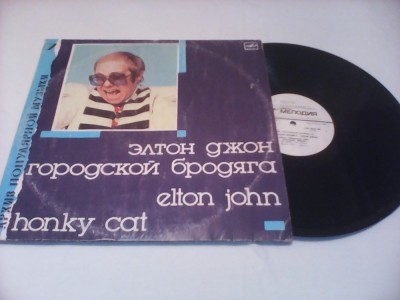 архив популярной музыки
элтон джон
городской бродяга
elton john
honky cat
МЕЛОДИЯ